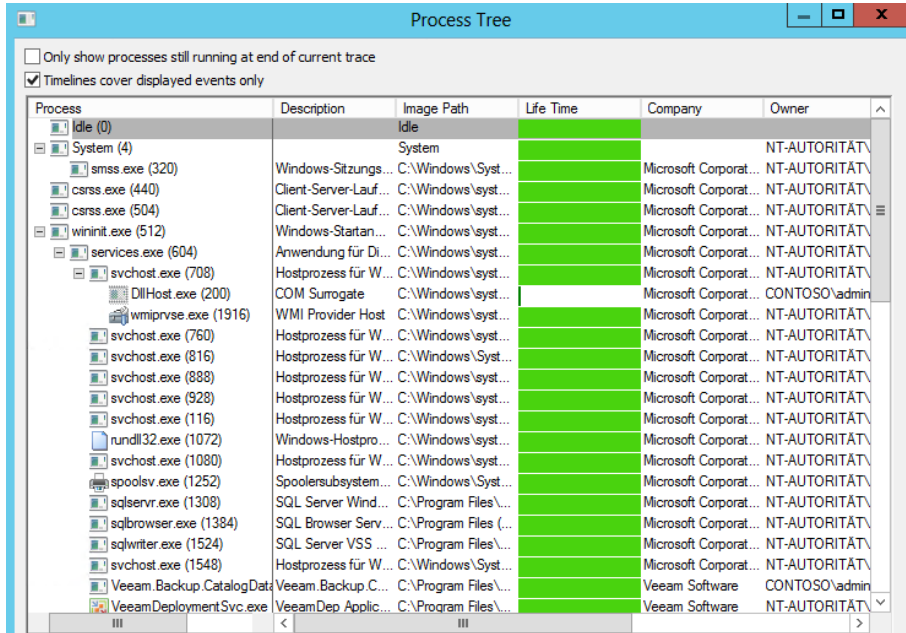 Process Tree
Only show processes still running at end of current trace
Timelines cover displayed events only
Process Description Image Path Life Time Company Owner
Idle (0) Idle
System (4) System NT-AUTORITÄT\
smss.exe (320) Windows-Sitzungs... C:\Windows\Syst... Microsoft Corporat... NT-AUTORITÄT\
csrss.exe (440) Client-Server-Lauf... C:\Windows\syst... Microsoft Corporat... NT-AUTORITÄT\
csrss.exe (504) Client-Server-Lauf... C:\Windows\syst... Microsoft Corporat... NT-AUTORITÄT\
wininit.exe (512) Windows-Startan... C:\Windows\syst... Microsoft Corporat... NT-AUTORITÄT\
services.exe (604) Anwendung für Di... C:\Windows\syst... Microsoft Corporat... NT-AUTORITÄT\
svchost.exe (708) Hostprozess für W... C:\Windows\syst... Microsoft Corporat... NT-AUTORITÄT\
DllHost.exe (200) COM Surrogate C:\Windows\syst... Microsoft Corporat... CONTOSO\admin
wmiprvse.exe (1916) WMI Provider Host C:\Windows\syst... Microsoft Corporat... NT-AUTORITÄT\
svchost.exe (760) Hostprozess für W... C:\Windows\syst... Microsoft Corporat... NT-AUTORITÄT\
svchost.exe (816) Hostprozess für W... C:\Windows\Syst... Microsoft Corporat... NT-AUTORITÄT\
svchost.exe (888) Hostprozess für W... C:\Windows\syst... Microsoft Corporat... NT-AUTORITÄT\
svchost.exe (928) Hostprozess für W... C:\Windows\syst... Microsoft Corporat... NT-AUTORITÄT\
svchost.exe (116) Hostprozess für W... C:\Windows\syst... Microsoft Corporat... NT-AUTORITÄT\
rundll32.exe (1072) Windows-Hostpro... C:\Windows\syst... Microsoft Corporat... NT-AUTORITÄT\
svchost.exe (1080) Hostprozess für W... C:\Windows\syst... Microsoft Corporat... NT-AUTORITÄT\
spoolsv.exe (1252) Spoolersubsystem... C:\Windows\Syst... Microsoft Corporat... NT-AUTORITÄT\
sqlservr.exe (1308) SQL Server Wind... C:\Program Files\... Microsoft Corporat... NT-AUTORITÄT\
sqlbrowser.exe (1384) SQL Browser Serv... C:\Program Files (... Microsoft Corporat... NT-AUTORITÄT\
sqlwriter.exe (1524) SQL Server VSS ... C:\Program Files\... Microsoft Corporat... NT-AUTORITÄT\
svchost.exe (1548) Hostprozess für W... C:\Windows\Syst... Microsoft Corporat... NT-AUTORITÄT\
Veeam.Backup.CatalogData Veeam.Backup.C... C:\Program Files\... Veeam Software CONTOSO\admin
VeeamDeploymentSvc.exe VeeamDep Applic... C:\Program Files\... Veeam Software NT-AUTORITÄT\